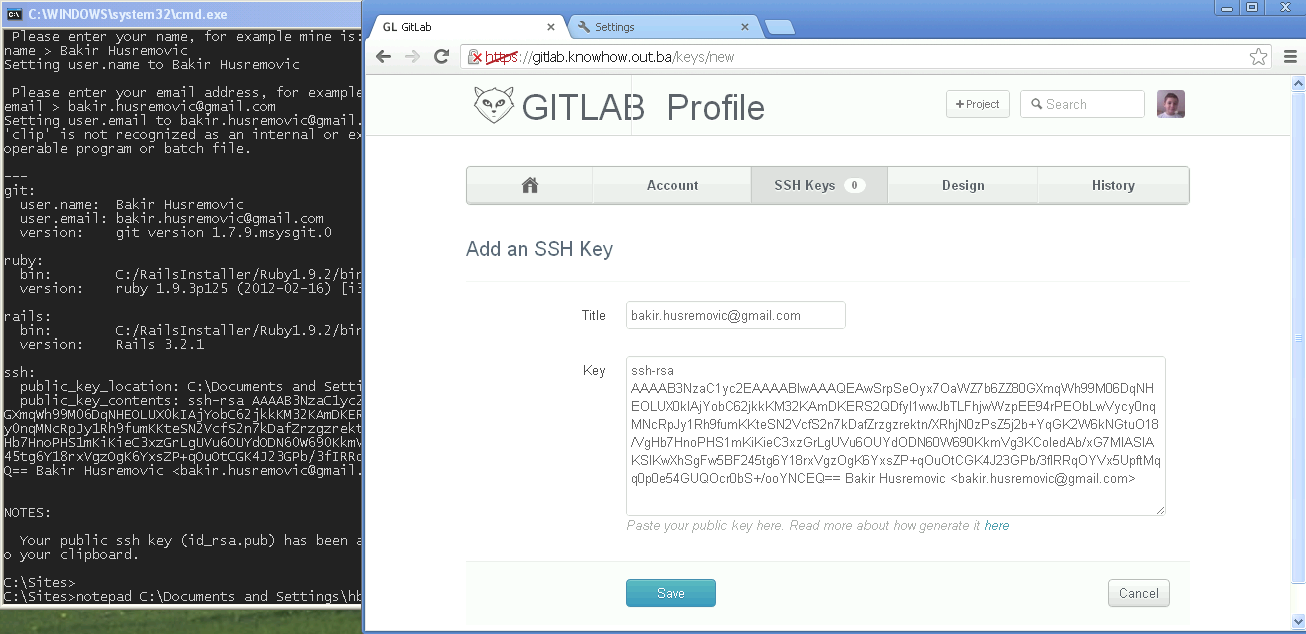 C:\WINDOWS\system32\cmd.exe
Please enter your name, for example mine is:
name > Bakir Husremovic
Setting user.name to Bakir Husremovic
Please enter your email address, for example
email > bakir.husremovic@gmail.com
Setting user.email to bakir.husremovic@gmail.
'clip' is not recognized as an internal or ex
operable program or batch file.
---
git:
user.name: Bakir Husremovic
user.email: bakir.husremovic@gmail.com
version: git version 1.7.9.msysgit.0
ruby:
bin: C:/RailsInstaller/Ruby1.9.2/bin
version: ruby 1.9.3p125 (2012-02-16) [i3
rails:
bin: C:/RailsInstaller/Ruby1.9.2/bin
version: Rails 3.2.1
ssh:
public_key_location: C:\Documents and Setti
public_key_contents: ssh-rsa AAAAB3NzaC1yc2
GXmqWh99M06DqNHEOLUX0kIAjYobC62jkkKM32KAmDKER
y0nqMNcRpJy1Rh9fumKKteSN2VcfS2n7kDafZrzgzrekt
Hb7HnoPHS1mKiKieC3xzGrLgUVu6OUYdODN60W690KkmV
45tg6Y18rxVgzOgK6YxsZP+qOuOtCGK4J23GPb/3fIRRq
Q== Bakir Husremovic <bakir.husremovic@gmail.
NOTES:
Your public ssh key (id_rsa.pub) has been a
o your clipboard.
C:\Sites>
C:\Sites>notepad C:\Documents and Settings\hb
GL GitLab
Settings
https://gitlab.knowhow.out.ba/keys/new
GITLAB Profile
+Project
Search
Account
SSH Keys 0
Design
History
Add an SSH Key
Title
bakir.husremovic@gmail.com
Key
ssh-rsa
AAAAB3NzaC1yc2EAAAABIwAAAQEAwSrpSeOyx7OaWZ7b6ZZ80GXmqWh99M06DqNH
EOLUX0kIAjYobC62jkkKM32KAmDKERS2QDfyI1wwJbTLFhjwWzpEE94rPEObLwVycy0nq
MNcRpJy1Rh9fumKKteSN2VcfS2n7kDafZrzgzrektn/XRhjN0zPsZ5j2b+YqGK2W6kNGtuO18
/VgHb7HnoPHS1mKiKieC3xzGrLgUVu6OUYdODN60W690KkmVg3KColedAb/xG7MIASIA
KSIKwXhSgFw5BF245tg6Y18rxVgzOgK6YxsZP+qOuOtCGK4J23GPb/3fIRRqOYVx5UpftMq
q0p0e54GUQOcr0bS+/ooYNCEQ== Bakir Husremovic <bakir.husremovic@gmail.com>
Paste your public key here. Read more about how generate it here
Save
Cancel